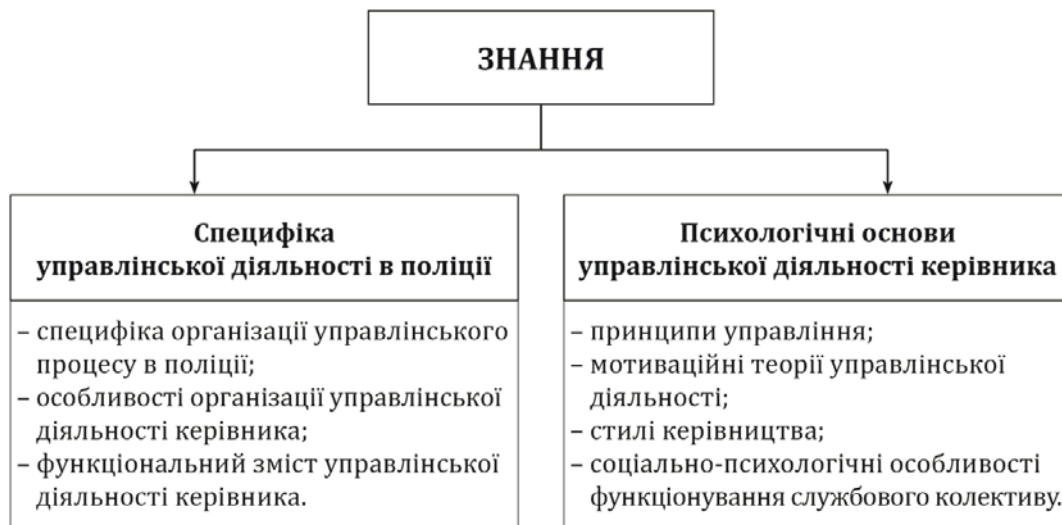 ЗНАННЯ
Специфіка
управлінської діяльності в поліції
– специфіка організації управлінського
процесу в поліції;
– особливості організації управлінської
діяльності керівника;
– функціональний зміст управлінської
діяльності керівника.
Психологічні основи
управлінської діяльності керівника
– принципи управління;
– мотиваційні теорії управлінської
діяльності;
– стилі керівництва;
– соціально-психологічні особливості
функціонування службового колективу.